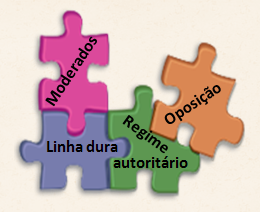 Moderados
Oposição
Linha dura
Regime
autoritário